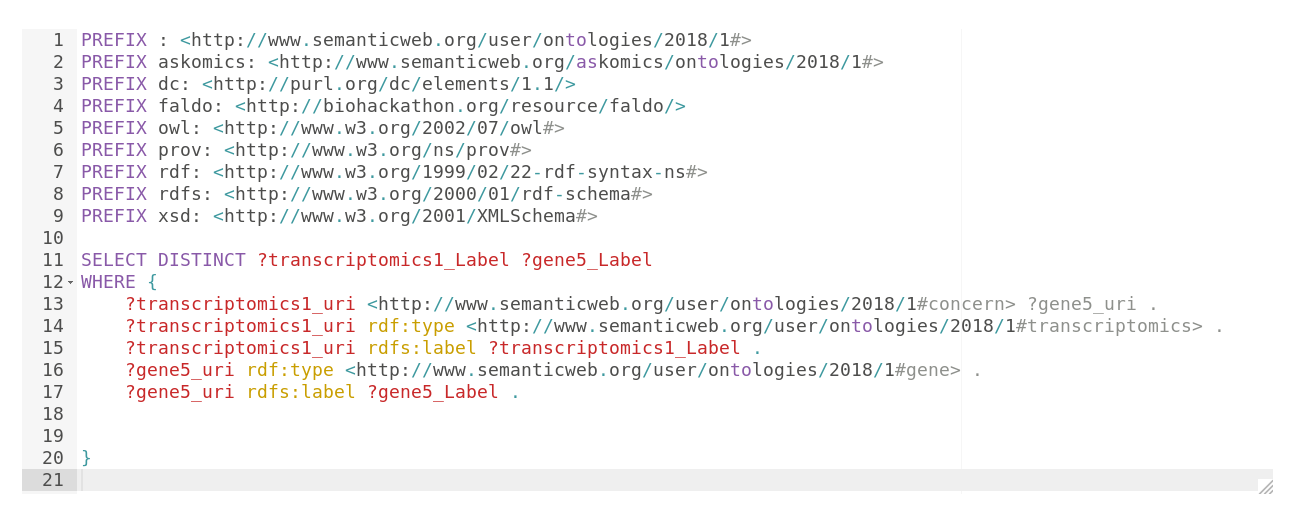 1 PREFIX : <http://www.semanticweb.org/user/ontologies/2018/1#>
2 PREFIX askomics: <http://www.semanticweb.org/askomics/ontologies/2018/1#>
3 PREFIX dc: <http://purl.org/dc/elements/1.1/>
4 PREFIX faldo: <http://biohackathon.org/resource/faldo/>
5 PREFIX owl: <http://www.w3.org/2002/07/owl#>
6 PREFIX prov: <http://www.w3.org/ns/prov#>
7 PREFIX rdf: <http://www.w3.org/1999/02/22-rdf-syntax-ns#>
8 PREFIX rdfs: <http://www.w3.org/2000/01/rdf-schema#>
9 PREFIX xsd: <http://www.w3.org/2001/XMLSchema#>
10
11 SELECT DISTINCT ?transcriptomics1_Label ?gene5_Label
12 WHERE {
13     ?transcriptomics1_uri <http://www.semanticweb.org/user/ontologies/2018/1#concern> ?gene5_uri .
14     ?transcriptomics1_uri rdf:type <http://www.semanticweb.org/user/ontologies/2018/1#transcriptomics> .
15     ?transcriptomics1_uri rdfs:label ?transcriptomics1_Label .
16     ?gene5_uri rdf:type <http://www.semanticweb.org/user/ontologies/2018/1#gene> .
17     ?gene5_uri rdfs:label ?gene5_Label .
18
19
20 }
21